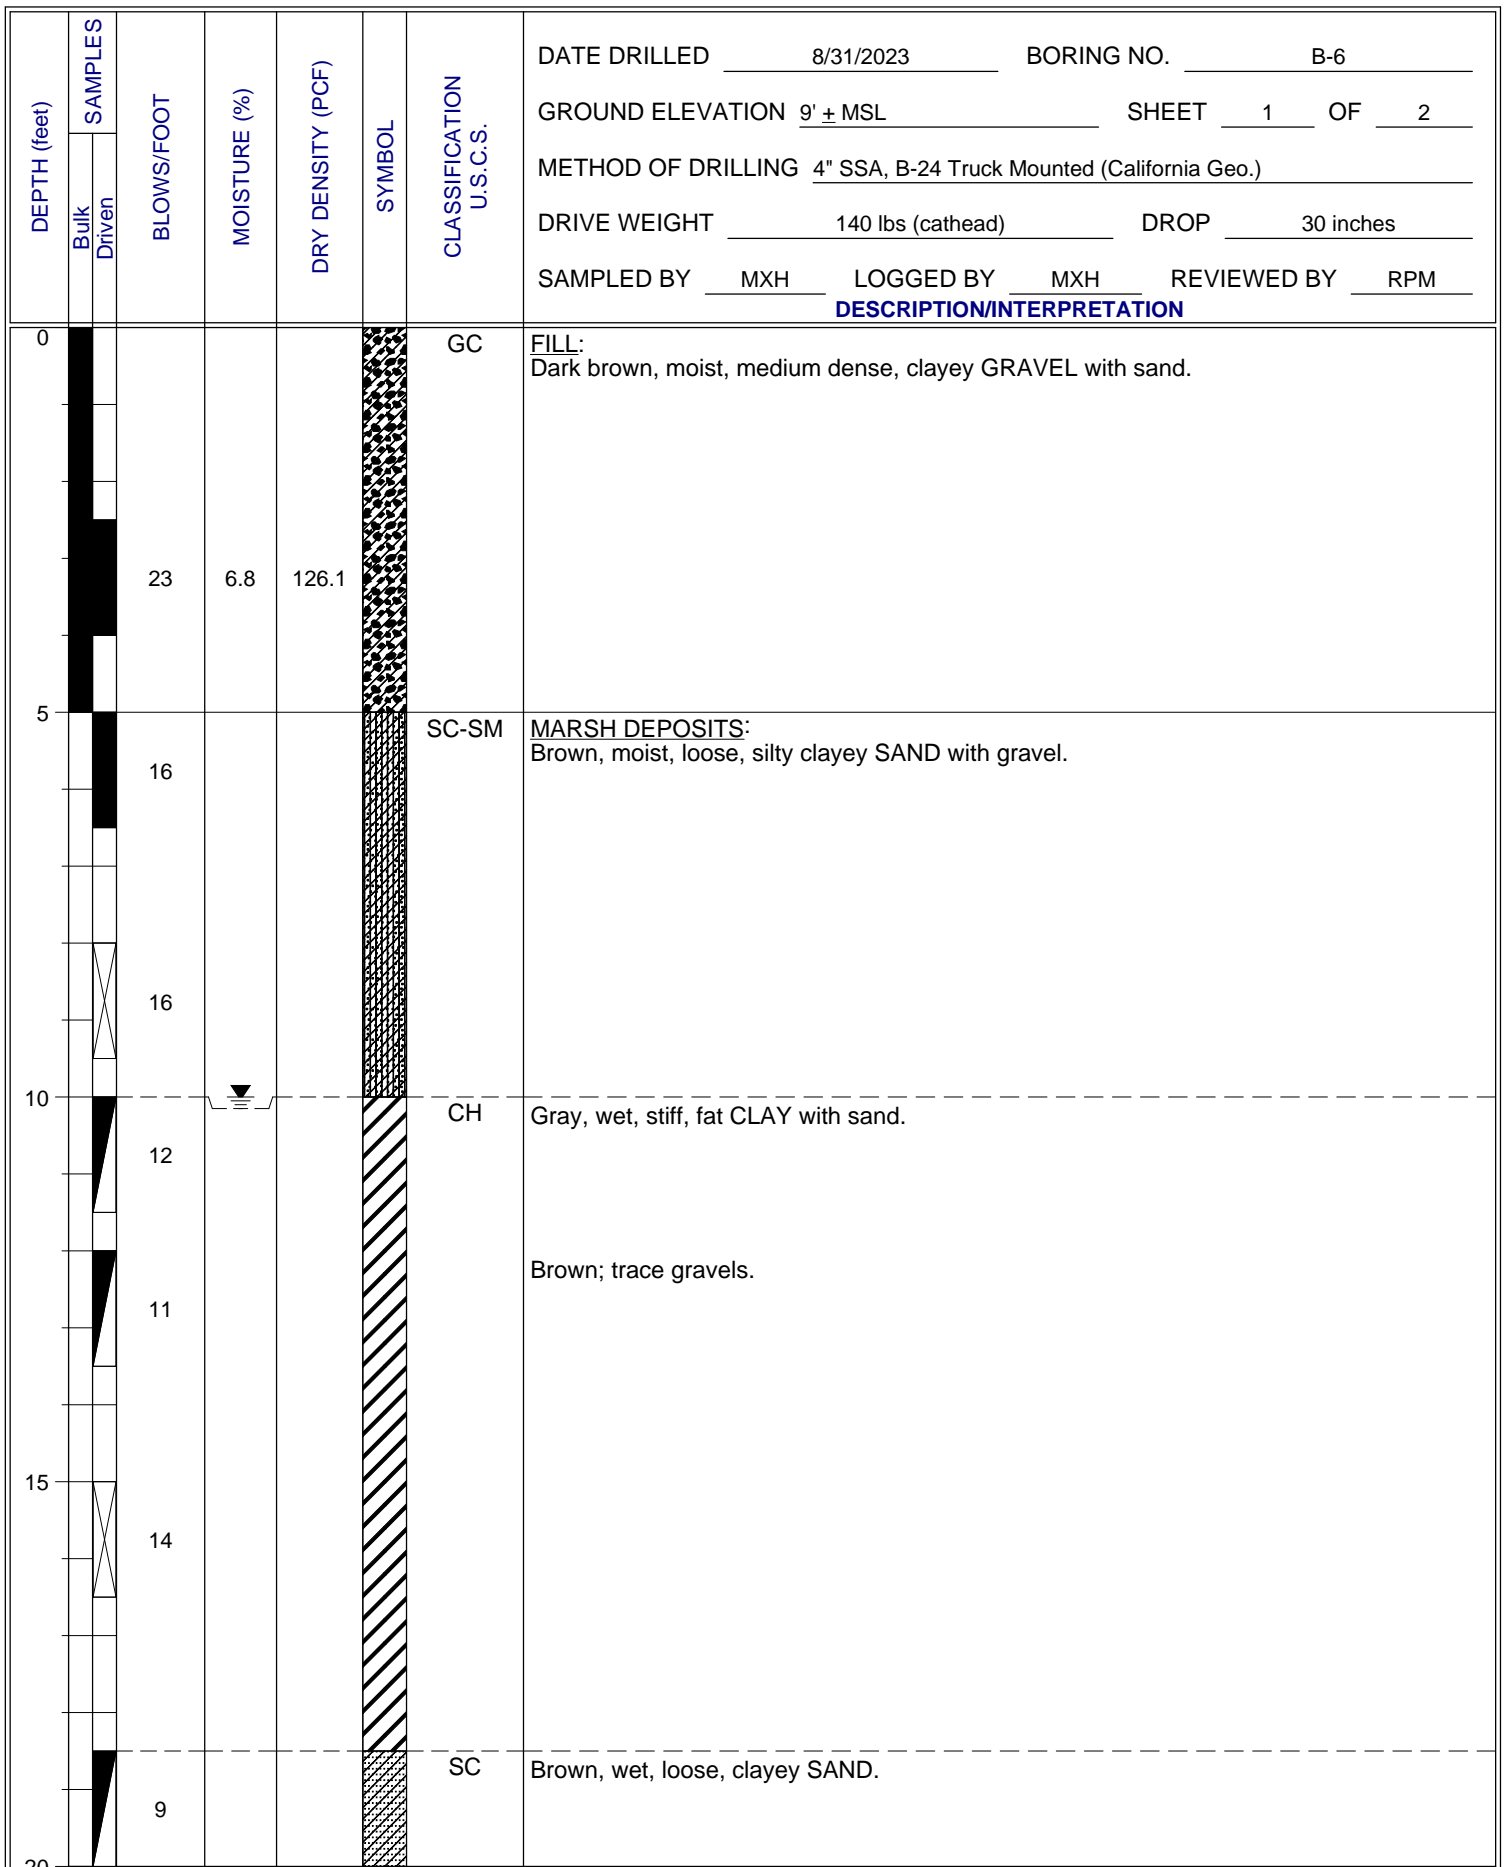 DEPTH (feet)
SAMPLES
Bulk
Driven
BLOWS/FOOT
MOISTURE (%)
DRY DENSITY (PCF)
SYMBOL
CLASSIFICATION
U.S.C.S.
DATE DRILLED 8/31/2023 BORING NO. B-6
GROUND ELEVATION 9' ± MSL SHEET 1 OF 2
METHOD OF DRILLING 4" SSA, B-24 Truck Mounted (California Geo.)
DRIVE WEIGHT 140 lbs (cathead) DROP 30 inches
SAMPLED BY MXH LOGGED BY MXH REVIEWED BY RPM
DESCRIPTION/INTERPRETATION
0 GC FILL:
Dark brown, moist, medium dense, clayey GRAVEL with sand.
23 6.8 126.1
5 SC-SM MARSH DEPOSITS:
Brown, moist, loose, silty clayey SAND with gravel.
16
16
10 CH Gray, wet, stiff, fat CLAY with sand.
12
Brown; trace gravels.
11
15
14
SC Brown, wet, loose, clayey SAND.
9
20